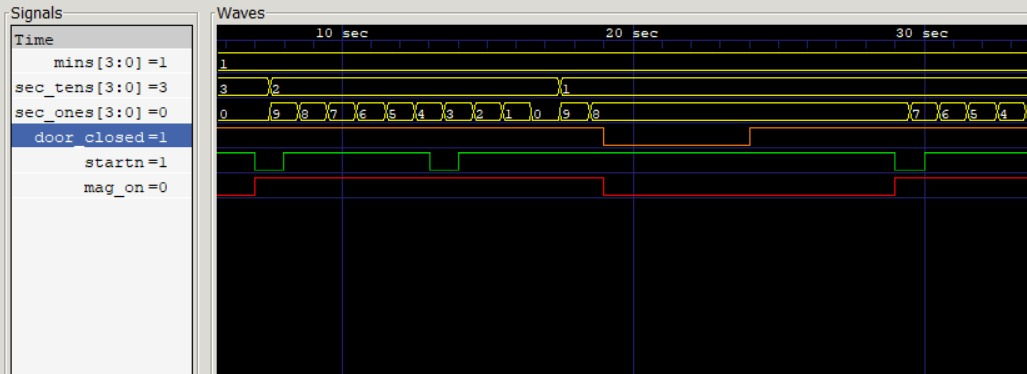 Signals
Waves
Time
10 sec 20 sec 30 sec
mins[3:0]=1
1
sec_tens[3:0]=3
3 2 1
sec_ones[3:0]=0
0 9 8 7 6 5 4 3 2 1 0 9 8 7 6 5 4
door_closed=1
startn=1
mag_on=0